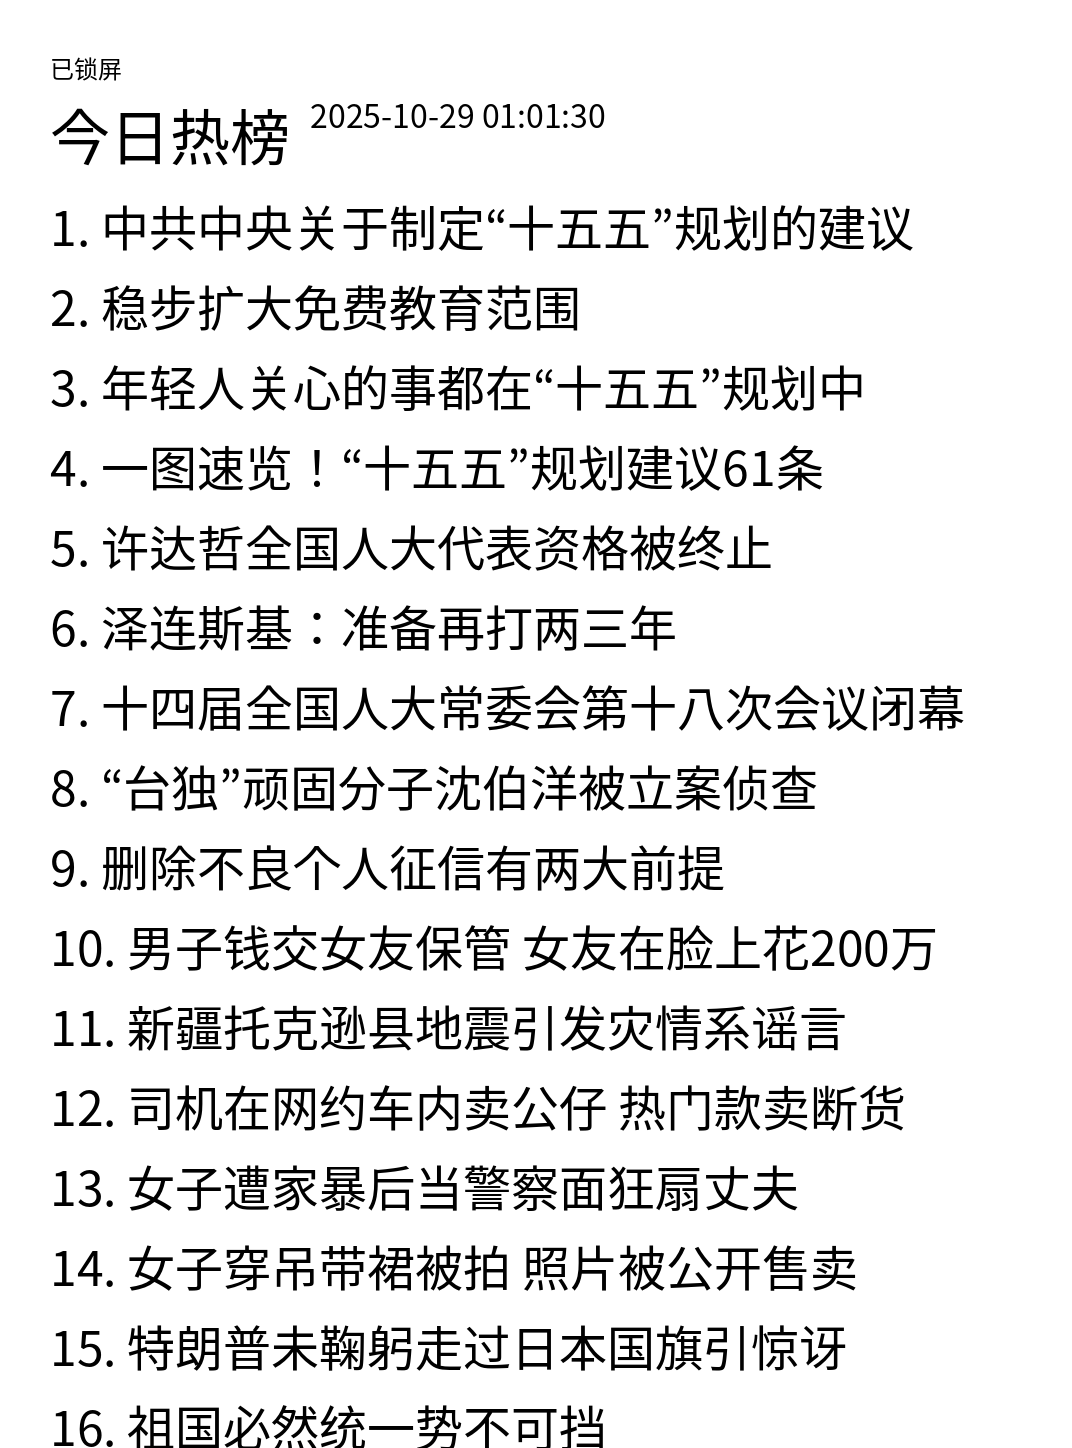 已锁屏
今日热榜 2025-10-29 01:01:30
1. 中共中央关于制定“十五五”规划的建议
2. 稳步扩大免费教育范围
3. 年轻人关心的事都在“十五五”规划中
4. 一图速览！“十五五”规划建议61条
5. 许达哲全国人大代表资格被终止
6. 泽连斯基：准备再打两三年
7. 十四届全国人大常委会第十八次会议闭幕
8. “台独”顽固分子沈伯洋被立案侦查
9. 删除不良个人征信有两大前提
10. 男子钱交女友保管 女友在脸上花200万
11. 新疆托克逊县地震引发灾情系谣言
12. 司机在网约车内卖公仔 热门款卖断货
13. 女子遭家暴后当警察面狂扇丈夫
14. 女子穿吊带裙被拍 照片被公开售卖
15. 特朗普未鞠躬走过日本国旗引惊讶
16. 祖国必然统一势不可挡